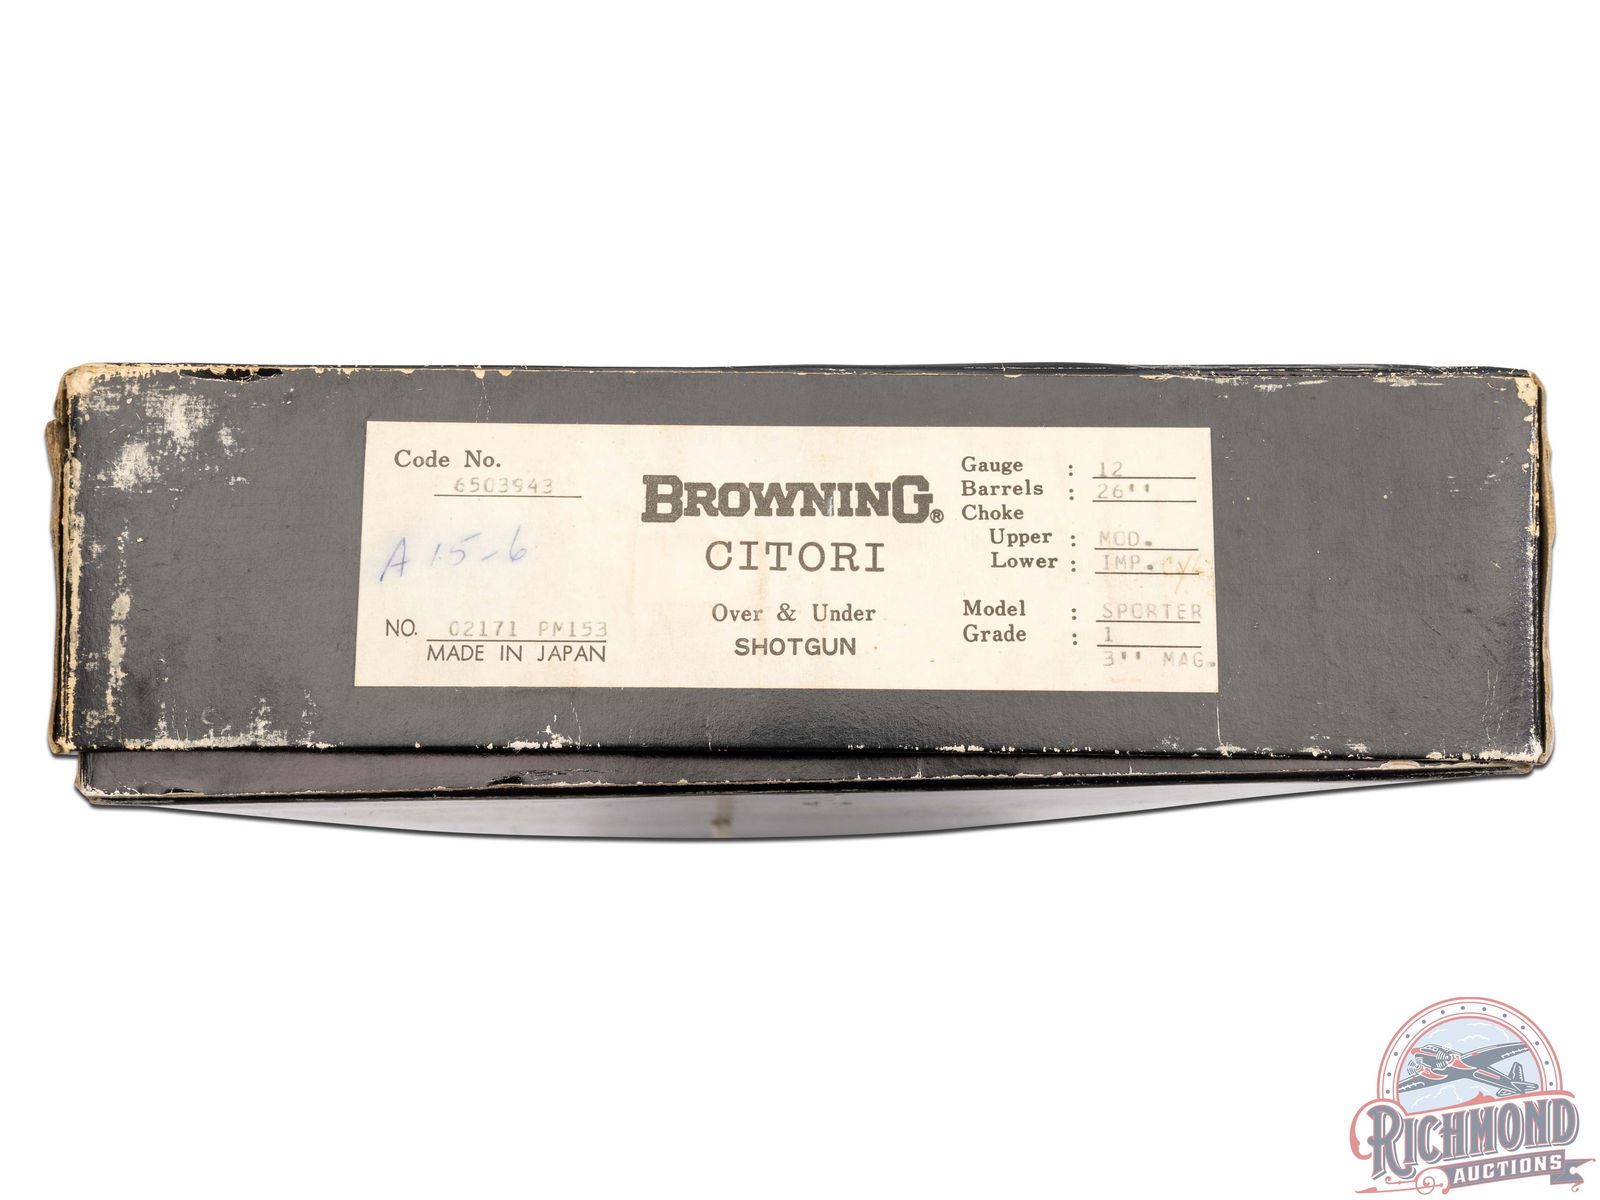 Code No.
6503943
A 15-6
NO. 02171 PM153
MADE IN JAPAN
BROWNING®
CITORI
Over & Under
SHOTGUN
Gauge : 12
Barrels : 26''
Choke
Upper : MOD.
Lower : IMP. Cyl
Model : SPORTER
Grade : 1
3'' MAG.
RICHMOND
AUCTIONS